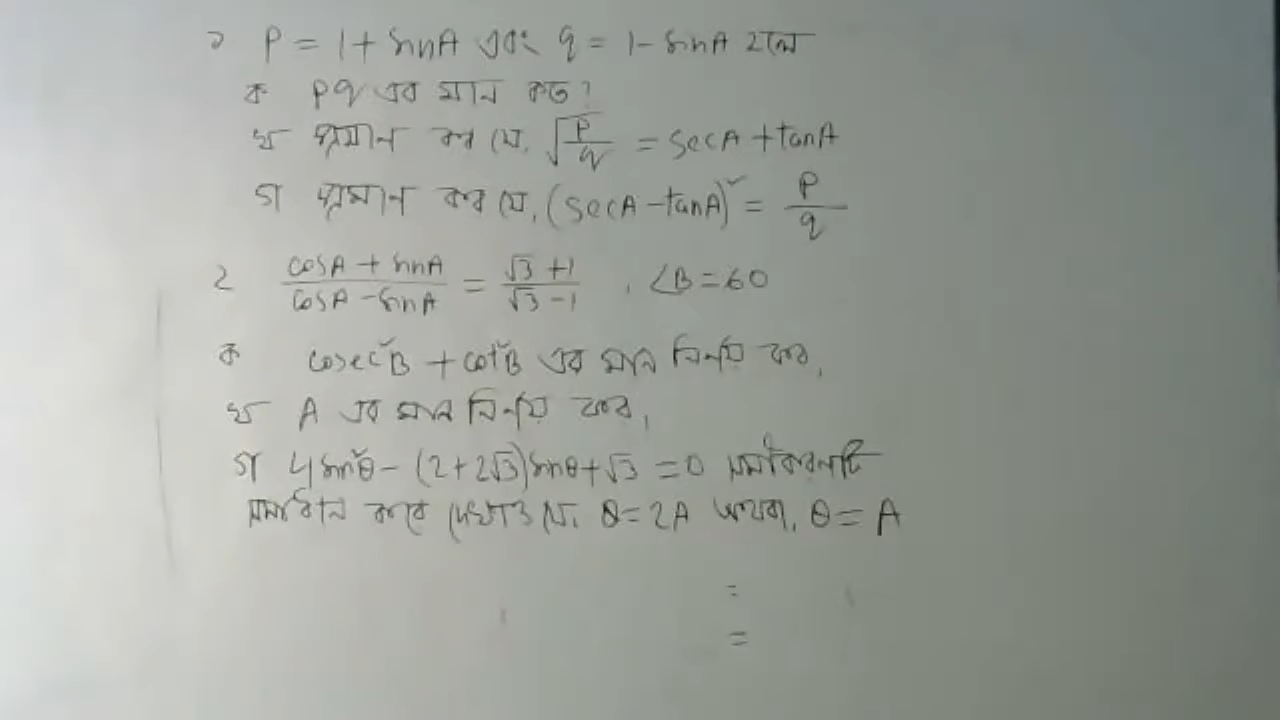 ১ P = 1 + sinA এবং q = 1 - sinA হলে
ক Pq এর মান কত?
খ প্রমান কর যে, √(P/q) = secA + tanA
গ প্রমান কর যে, (secA - tanA)² = P/q
২ (cosA + sinA)/(cosA - sinA) = (√3 + 1)/(√3 - 1) , ∠B = 60
ক cosec²B + cot²B এর মান নির্ণয় কর,
খ A এর মান নির্ণয় কর,
গ 4sin²θ - (2 + 2√3)sinθ + √3 = 0 সমীকরণটি
সমাধান করে দেখাও যে, θ = 2A অথবা, θ = A
=
=